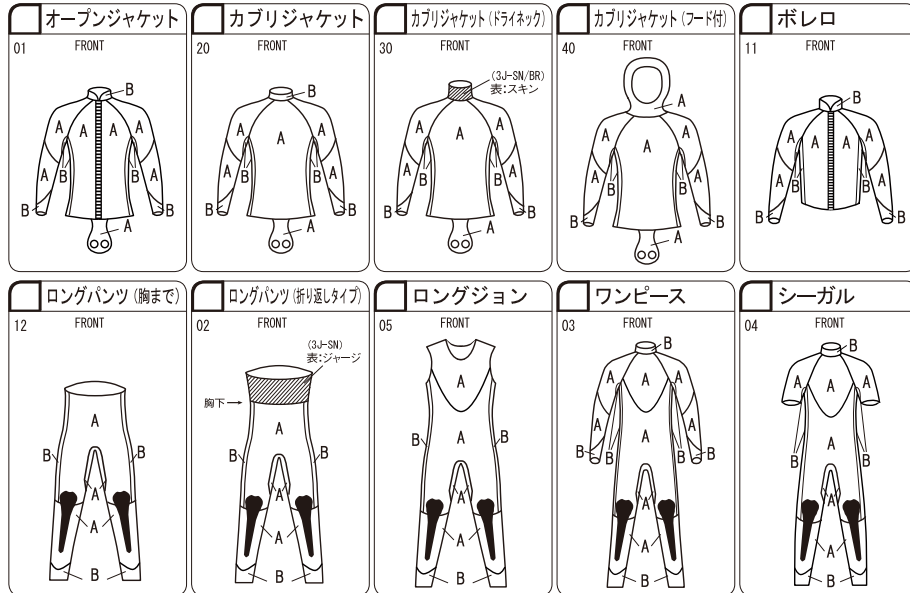 オープンジャケット
01
FRONT
B
A A A A
A B B A
B B
A
カブリジャケット
20
FRONT
B
A A A
A B B A
B B
A
カブリジャケット(ドライネック)
30
FRONT
(3J-SN/BR)
表:スキン
A A A
A B B A
B B
A
カブリジャケット(フード付)
40
FRONT
A
A A A
A B B A
B B
A
ボレロ
11
FRONT
B
A A A A
A B B A
B B
ロングパンツ(胸まで)
12
FRONT
A
B B
A
A
B
ロングパンツ(折り返しタイプ)
02
FRONT
(3J-SN)
表:ジャージ
胸下→
A
B B
A
A
B
ロングジョン
05
FRONT
A
B A B
A
A
B
ワンピース
03
FRONT
B
A A A
A A A
B B B B
A
A
B
シーガル
04
FRONT
B
A A A
A
B B
A
A
B